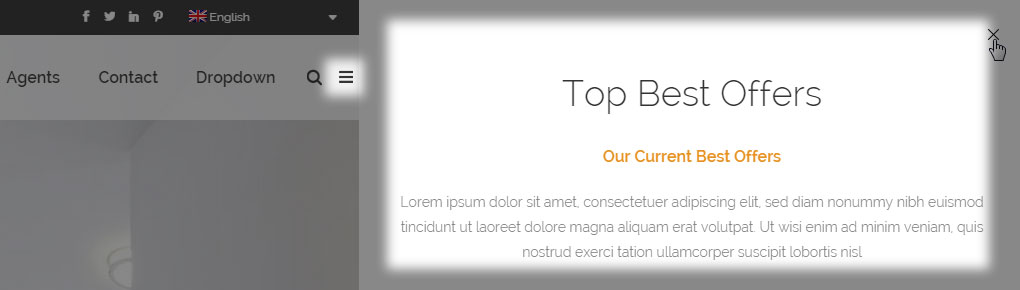 English
Agents Contact Dropdown
Top Best Offers
Our Current Best Offers
Lorem ipsum dolor sit amet, consectetuer adipiscing elit, sed diam nonummy nibh euismod
tincidunt ut laoreet dolore magna aliquam erat volutpat. Ut wisi enim ad minim veniam, quis
nostrud exerci tation ullamcorper suscipit lobortis nisl